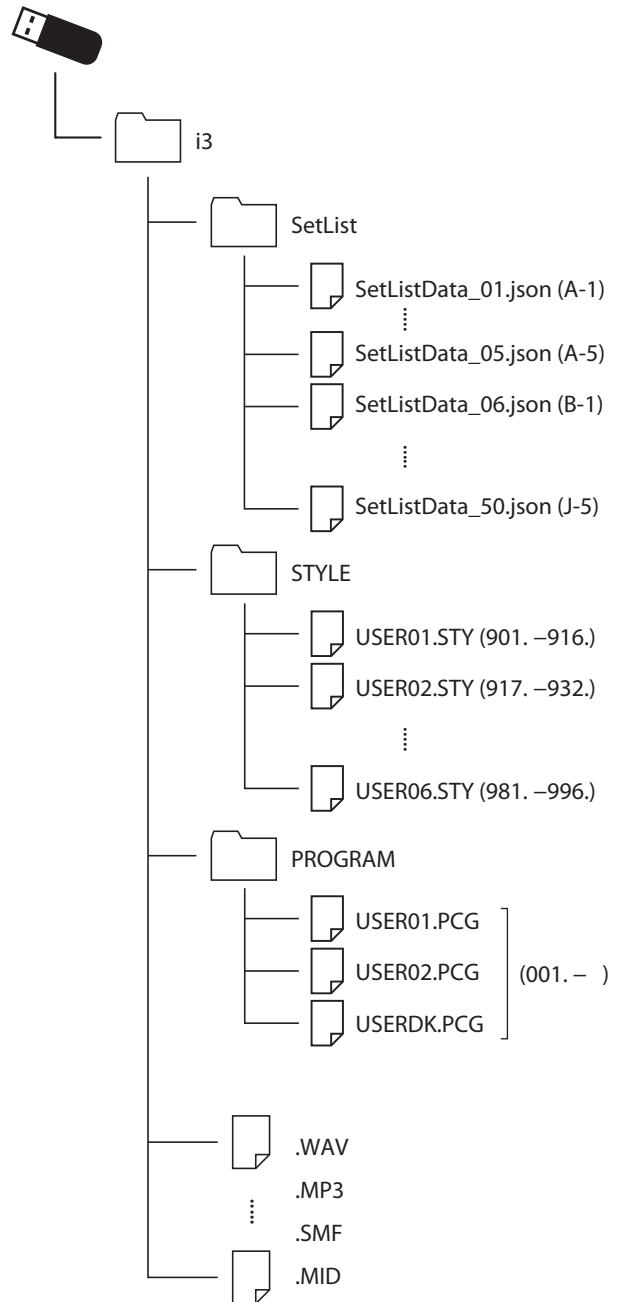 i3
SetList
SetListData_01.json (A-1)
SetListData_05.json (A-5)
SetListData_06.json (B-1)
SetListData_50.json (J-5)
STYLE
USER01.STY (901. –916.)
USER02.STY (917. –932.)
USER06.STY (981. –996.)
PROGRAM
USER01.PCG
USER02.PCG
(001. –   )
USERDK.PCG
.WAV
.MP3
.SMF
.MID